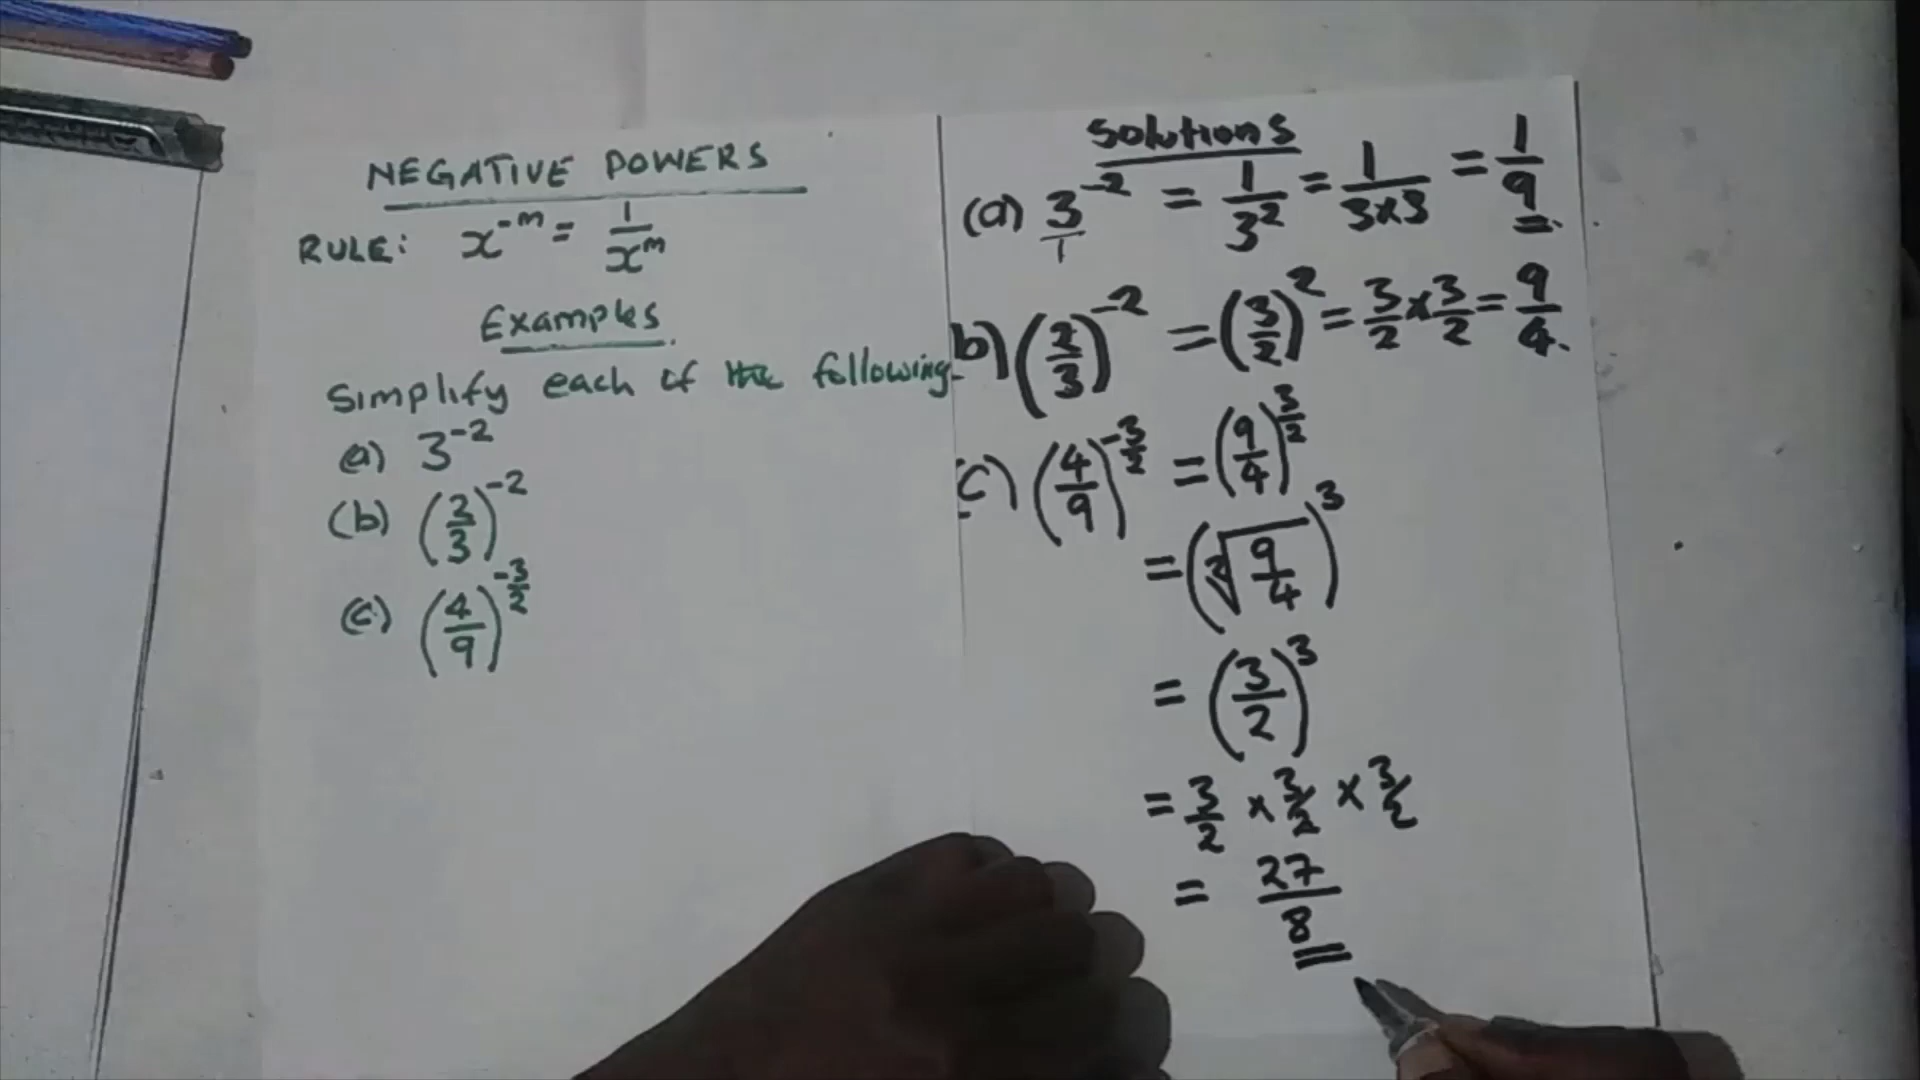 NEGATIVE POWERS
RULE: x^-m = 1/x^m
Examples.
Simplify each of the following-
(a) 3^-2
(b) (2/3)^-2
(c) (4/9)^-3/2
Solutions
(a) 3/1^-2 = 1/3^2 = 1/3×3 = 1/9.
b) (2/3)^-2 = (3/2)^2 = 3/2 × 3/2 = 9/4.
(c) (4/9)^-3/2 = (9/4)^3/2
= (2√9/4)^3
= (3/2)^3
= 3/2 × 3/2 × 3/2
= 27/8